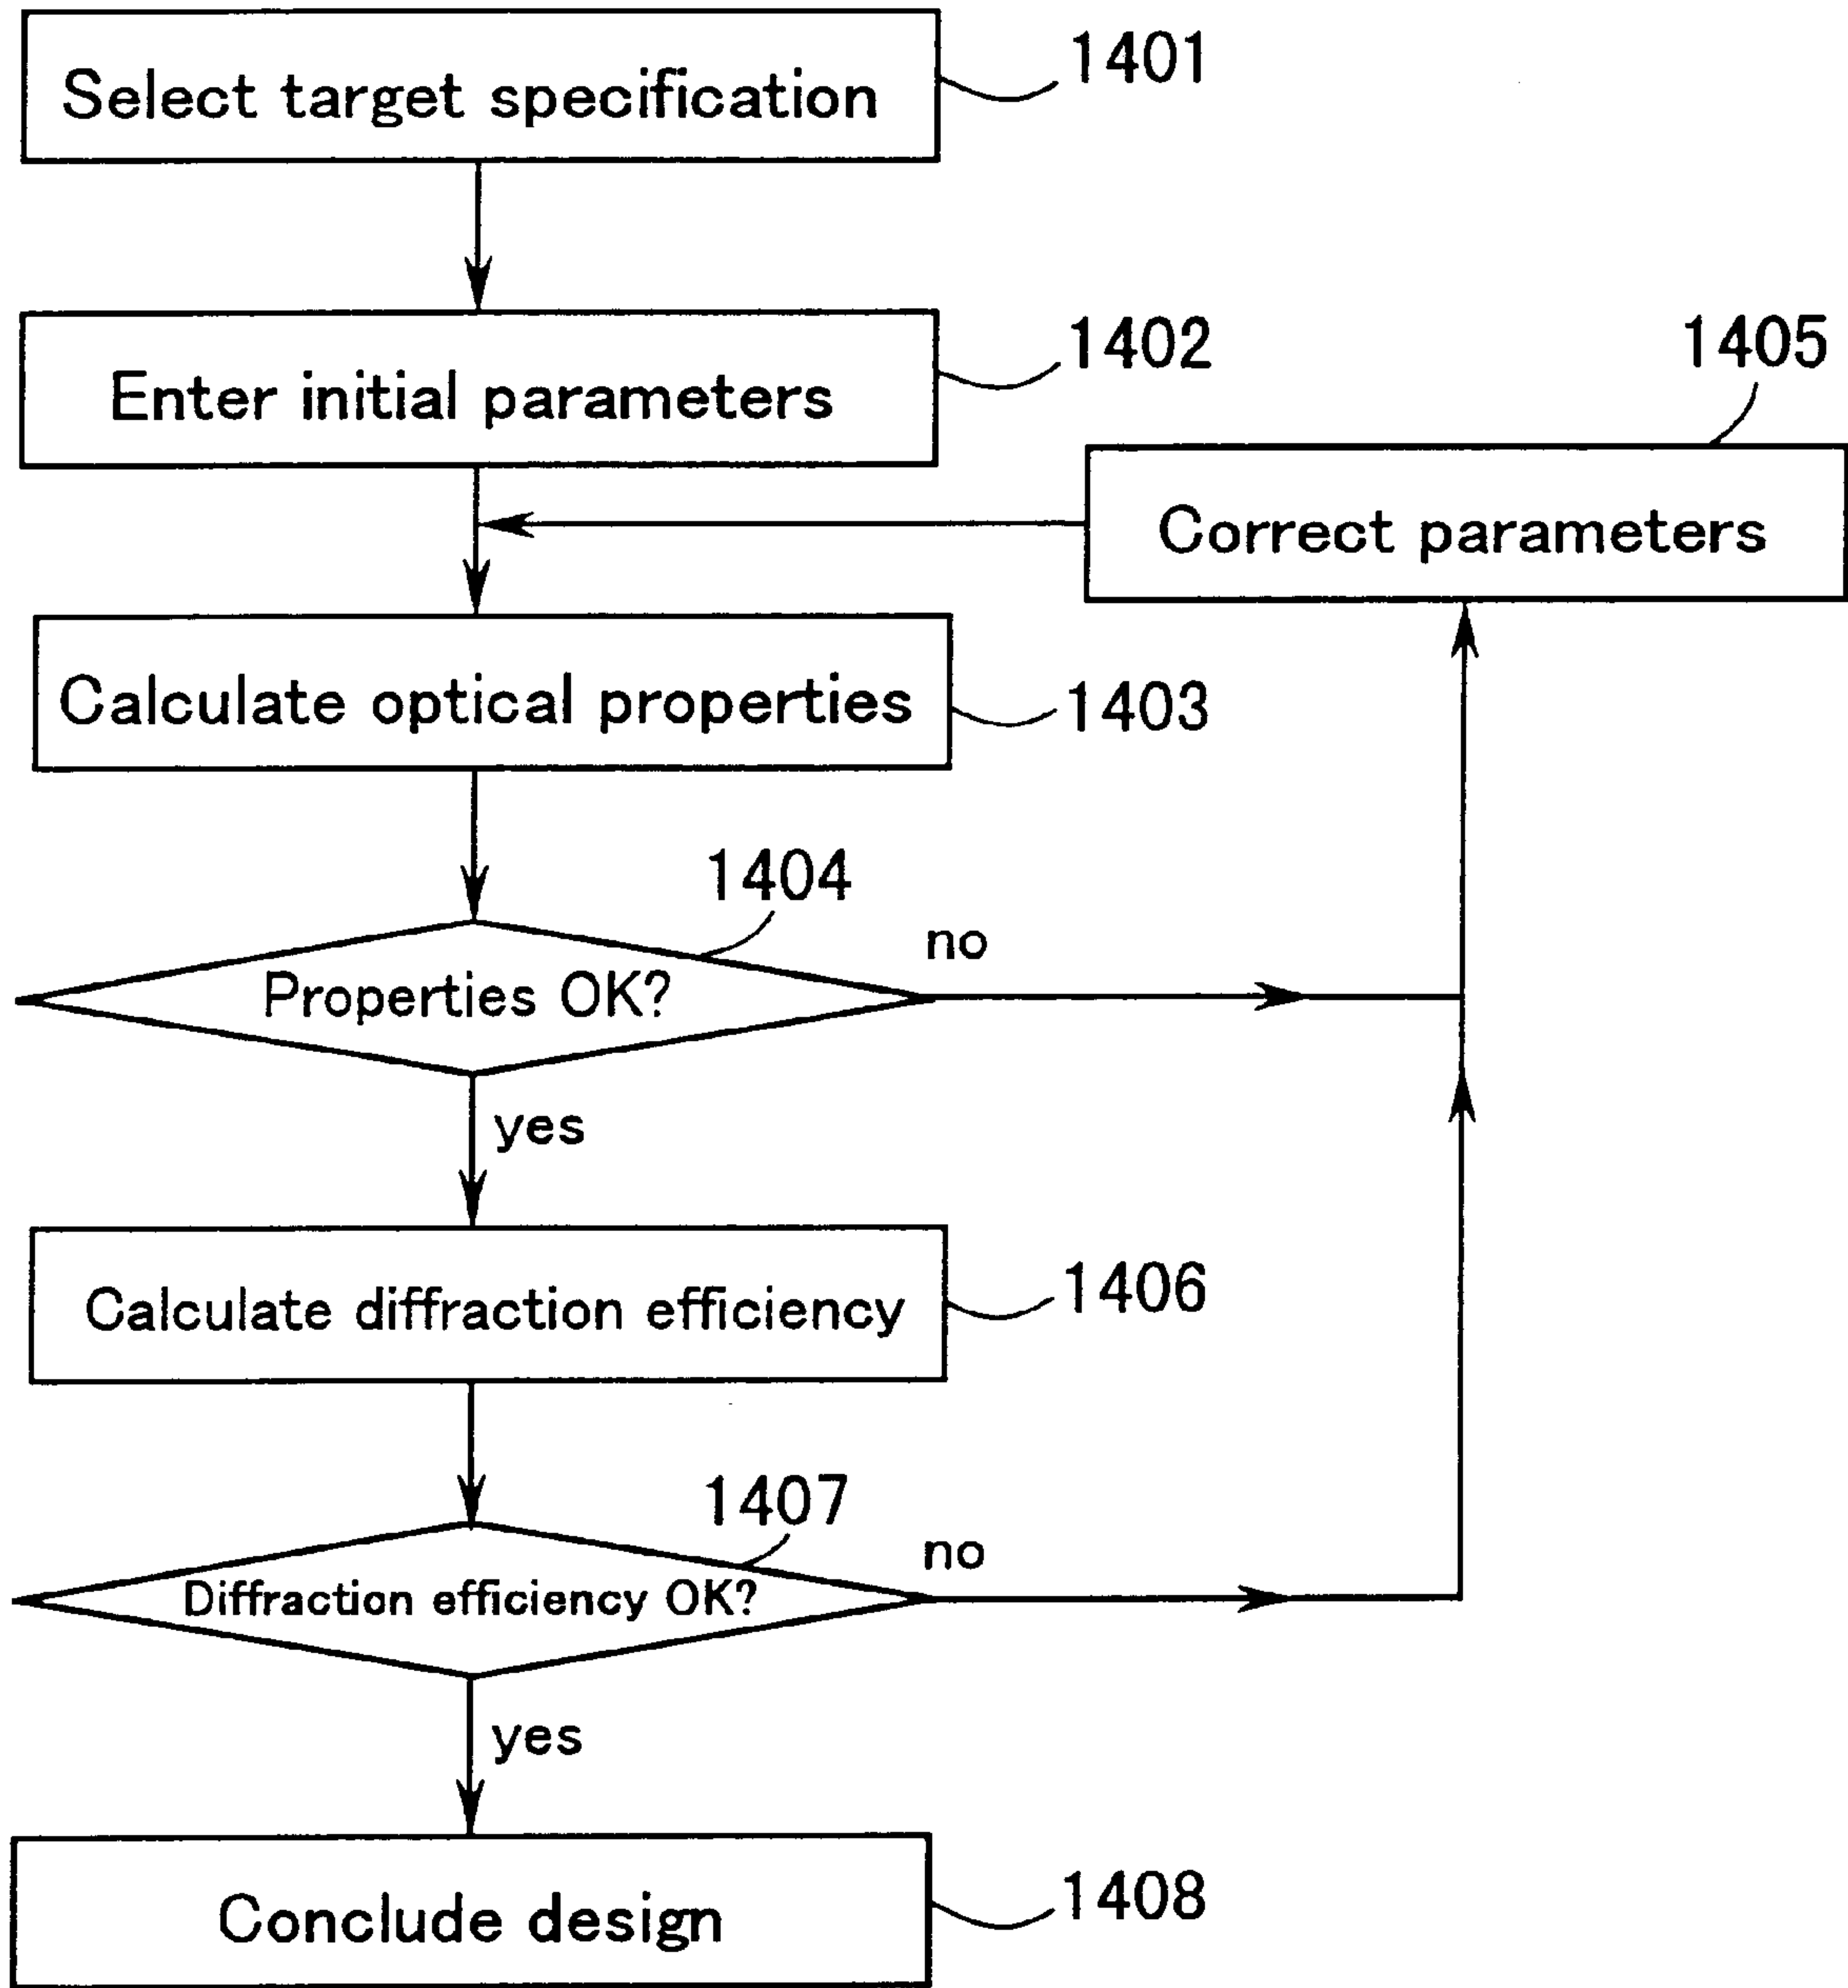 Select target specification
1401
Enter initial parameters
1402
1405
Correct parameters
Calculate optical properties
1403
1404
no
Properties OK?
yes
Calculate diffraction efficiency
1406
1407
no
Diffraction efficiency OK?
yes
Conclude design
1408